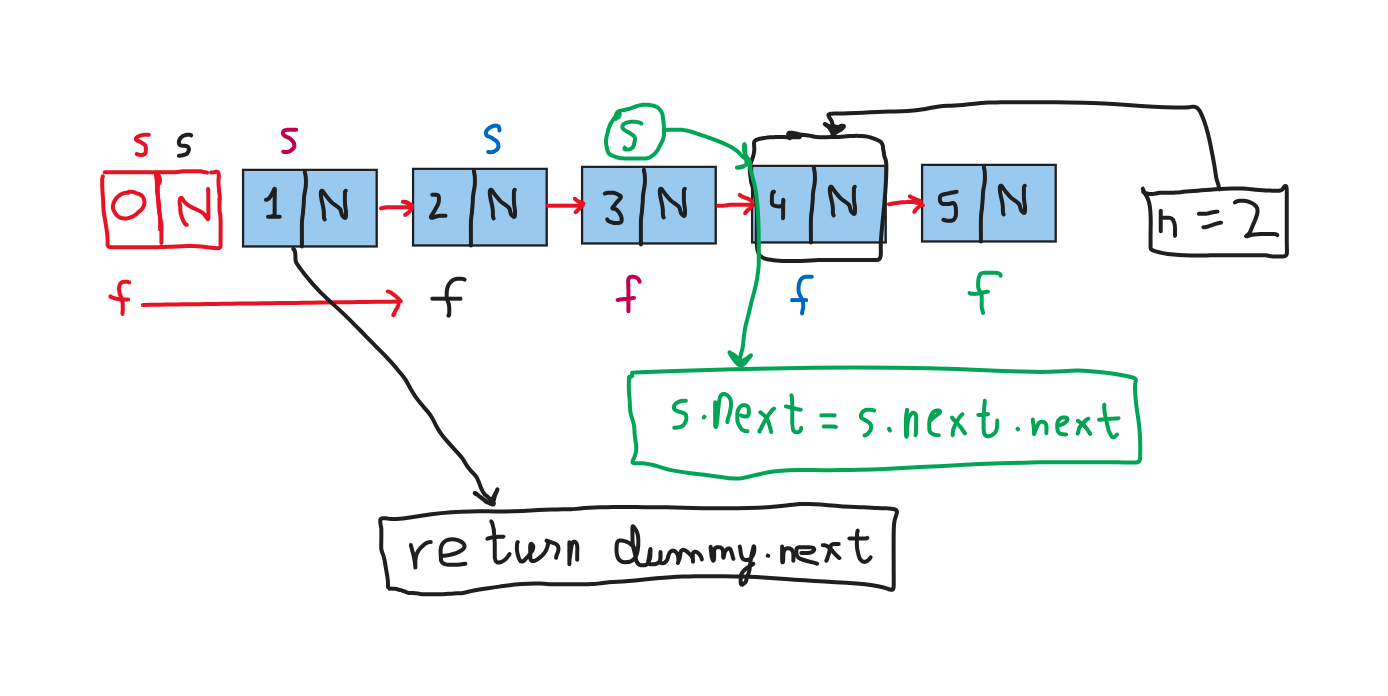 s s s s s
0 N 1 N 2 N 3 N 4 N 5 N
n = 2
f f f f f
s.next = s.next.next
return dummy.next